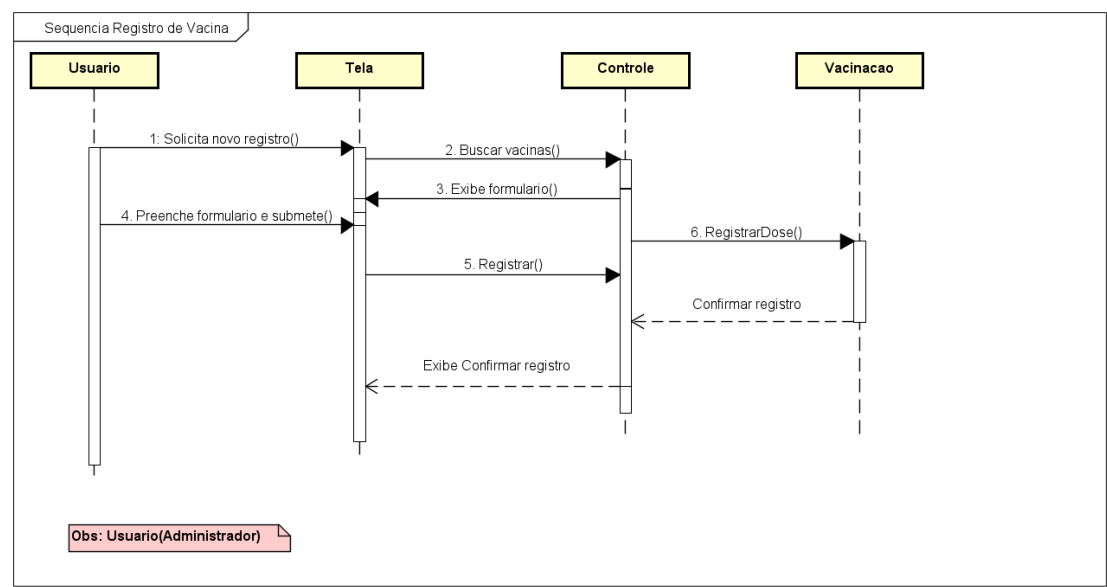 Sequencia Registro de Vacina
Usuario
Tela
Controle
Vacinacao
1: Solicita novo registro()
2. Buscar vacinas()
3. Exibe formulario()
4. Preenche formulario e submete()
6. RegistrarDose()
5. Registrar()
Confirmar registro
Exibe Confirmar registro
Obs: Usuario(Administrador)